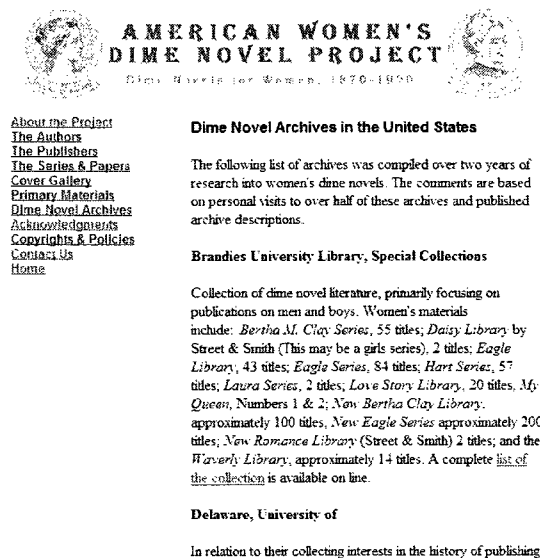 AMERICAN WOMEN'S
DIME NOVEL PROJECT
Dime Novels for Women, 1870-1920
About the Project
The Authors
The Publishers
The Series & Papers
Cover Gallery
Primary Materials
Dime Novel Archives
Acknowledgments
Copyrights & Policies
Contact Us
Home
Dime Novel Archives in the United States
The following list of archives was compiled over two years of
research into women's dime novels. The comments are based
on personal visits to over half of these archives and published
archive descriptions.
Brandies University Library, Special Collections
Collection of dime novel literature, primarily focusing on
publications on men and boys. Women's materials
include: Bertha M. Clay Series, 55 titles; Daisy Library by
Street & Smith (This may be a girls series), 2 titles; Eagle
Library, 43 titles; Eagle Series, 84 titles; Hart Series, 57
titles; Laura Series, 2 titles; Love Story Library, 20 titles, My
Queen, Numbers 1 & 2; New Bertha Clay Library,
approximately 100 titles, New Eagle Series approximately 200
titles; New Romance Library (Street & Smith) 2 titles; and the
Waverly Library, approximately 14 titles. A complete list of
the collection is available on line.
Delaware, University of
In relation to their collecting interests in the history of publishing